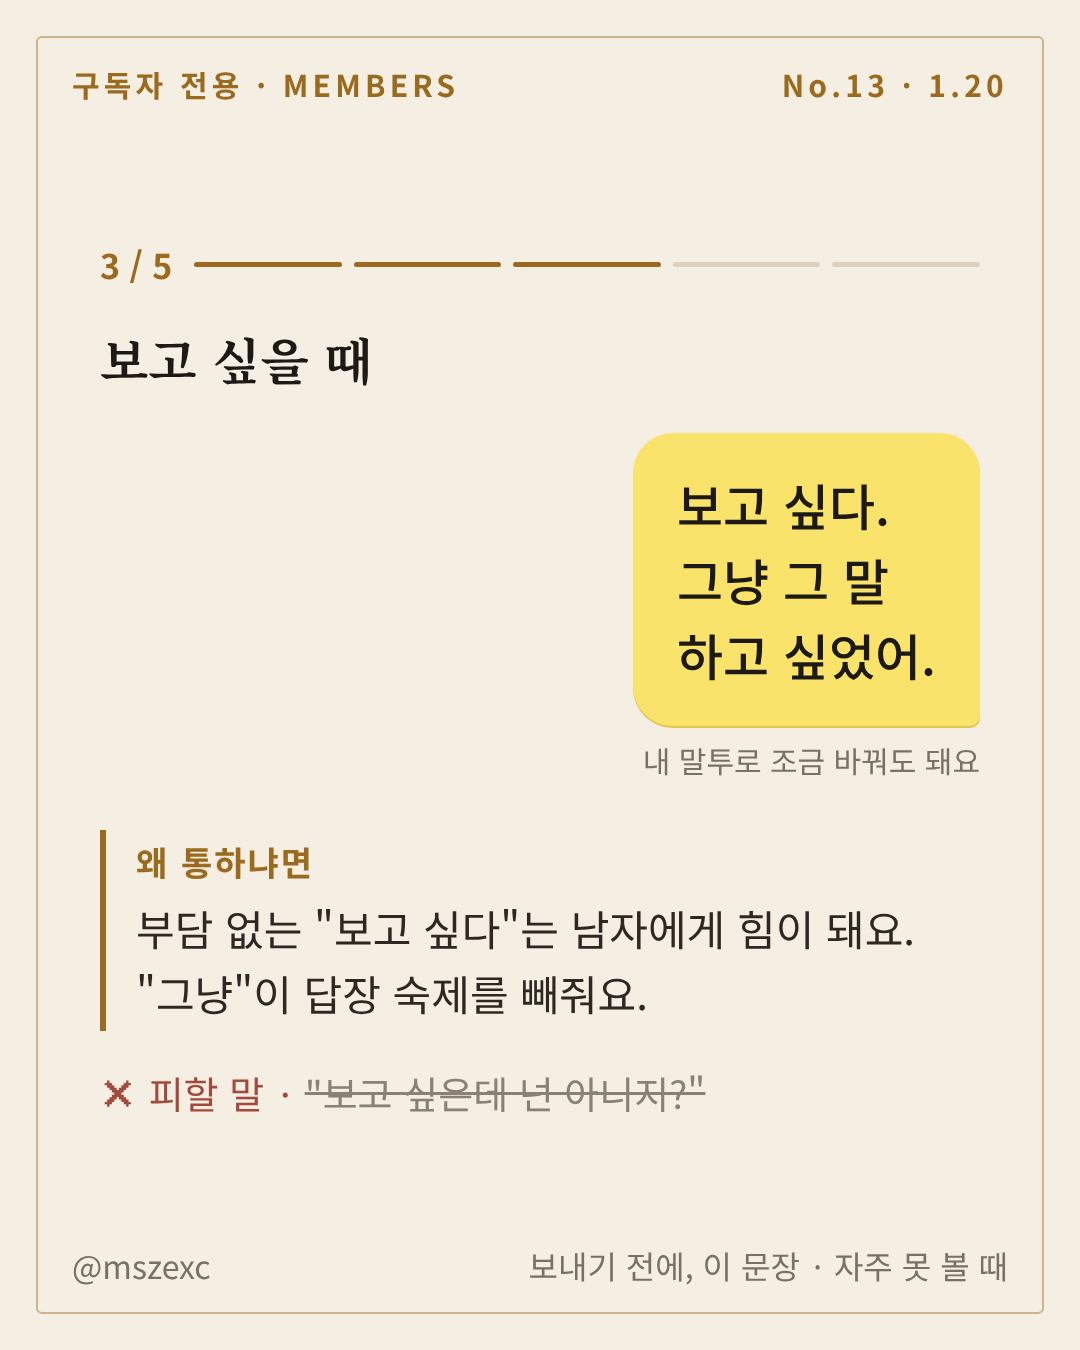 구독자 전용 · MEMBERS
No.13 · 1.20
3 / 5
보고 싶을 때
보고 싶다.
그냥 그 말
하고 싶었어.
내 말투로 조금 바꿔도 돼요
왜 통하냐면
부담 없는 "보고 싶다"는 남자에게 힘이 돼요.
"그냥"이 답장 숙제를 빼줘요.
✕ 피할 말 · "보고 싶은데 넌 아니지?"
@mszexc
보내기 전에, 이 문장 · 자주 못 볼 때